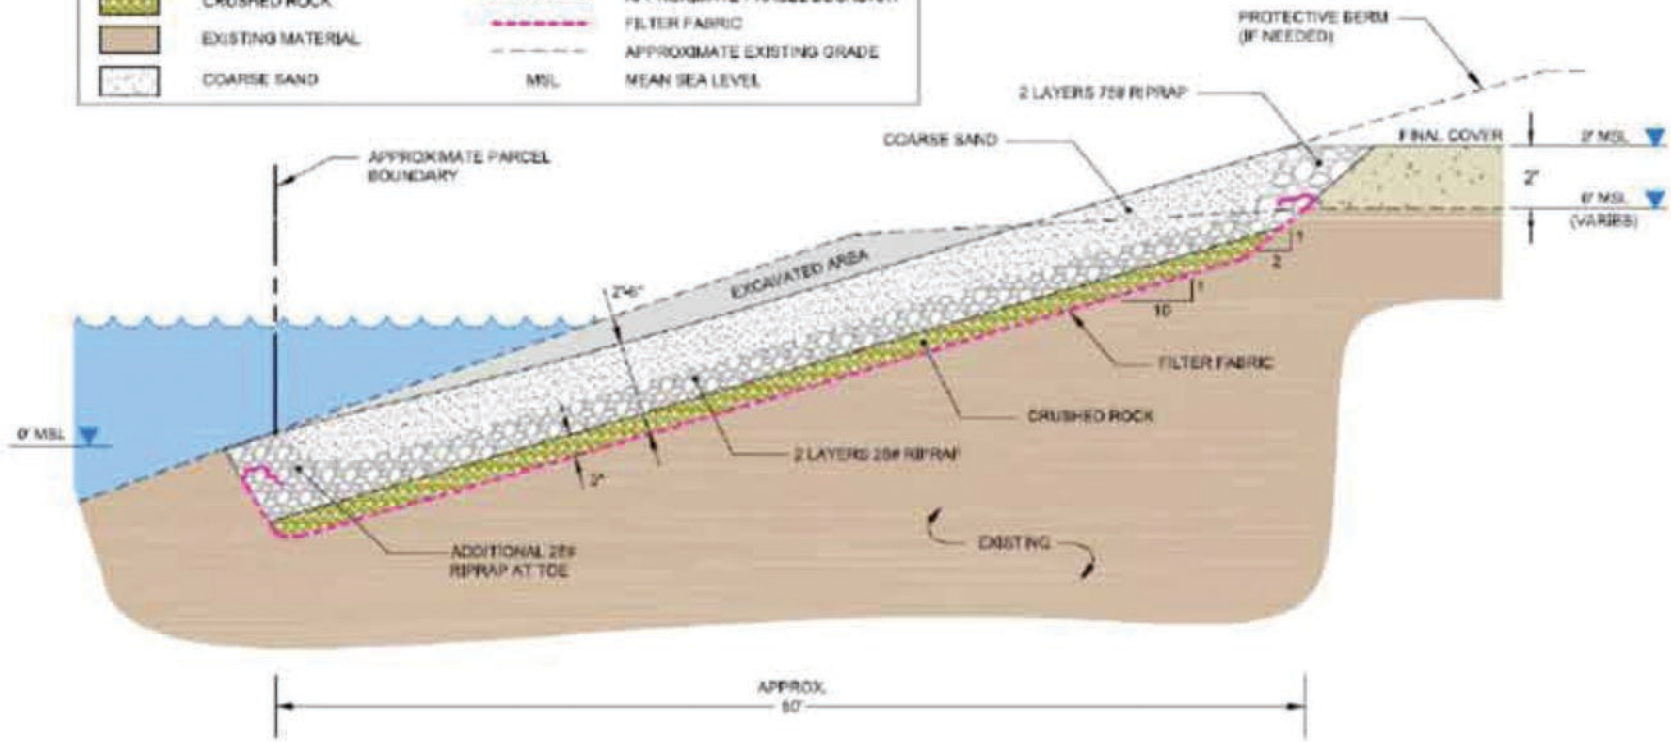 CRUSHED ROCK
FILTER FABRIC
EXISTING MATERIAL
APPROXIMATE EXISTING GRADE
COARSE SAND
MSL
MEAN SEA LEVEL
PROTECTIVE BERM
(IF NEEDED)
2 LAYERS 75# RIPRAP
COARSE SAND
FINAL COVER
MSL
2"
MSL
(VARIES)
APPROXIMATE PARCEL
BOUNDARY
EXCAVATED AREA
2'-6"
1
2
1
10
FILTER FABRIC
CRUSHED ROCK
0' MSL
2 LAYERS 25# RIPRAP
2"
EXISTING
ADDITIONAL 25#
RIPRAP AT TOE
APPROX.
60'